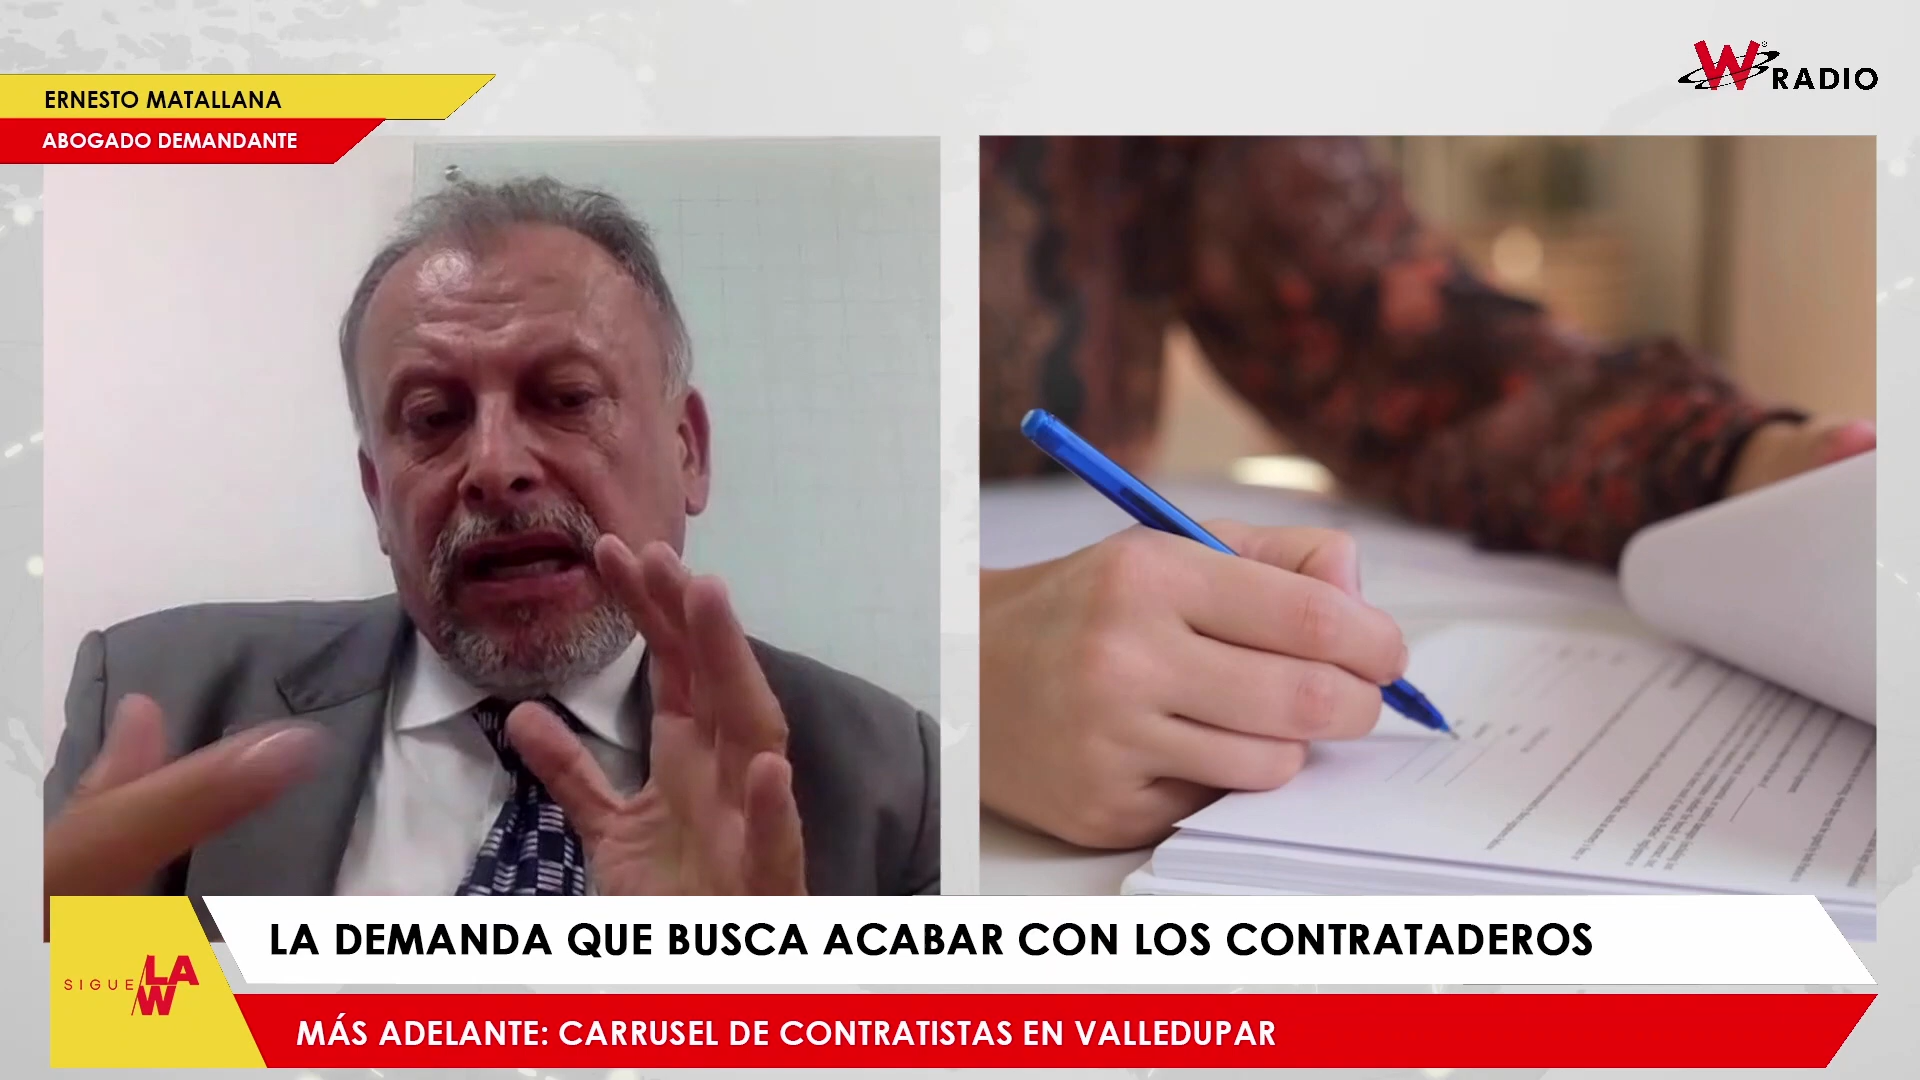 ERNESTO MATALLANA
ABOGADO DEMANDANTE
W RADIO
LA DEMANDA QUE BUSCA ACABAR CON LOS CONTRATADEROS
SIGUE LA W
MÁS ADELANTE: CARRUSEL DE CONTRATISTAS EN VALLEDUPAR